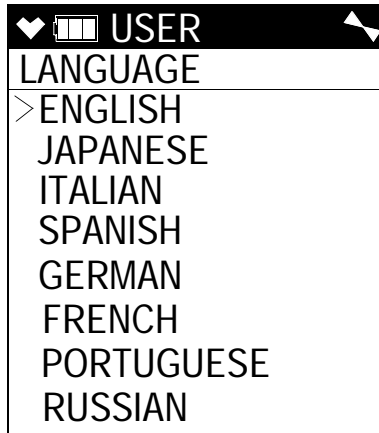 USER
LANGUAGE
>ENGLISH
JAPANESE
ITALIAN
SPANISH
GERMAN
FRENCH
PORTUGUESE
RUSSIAN